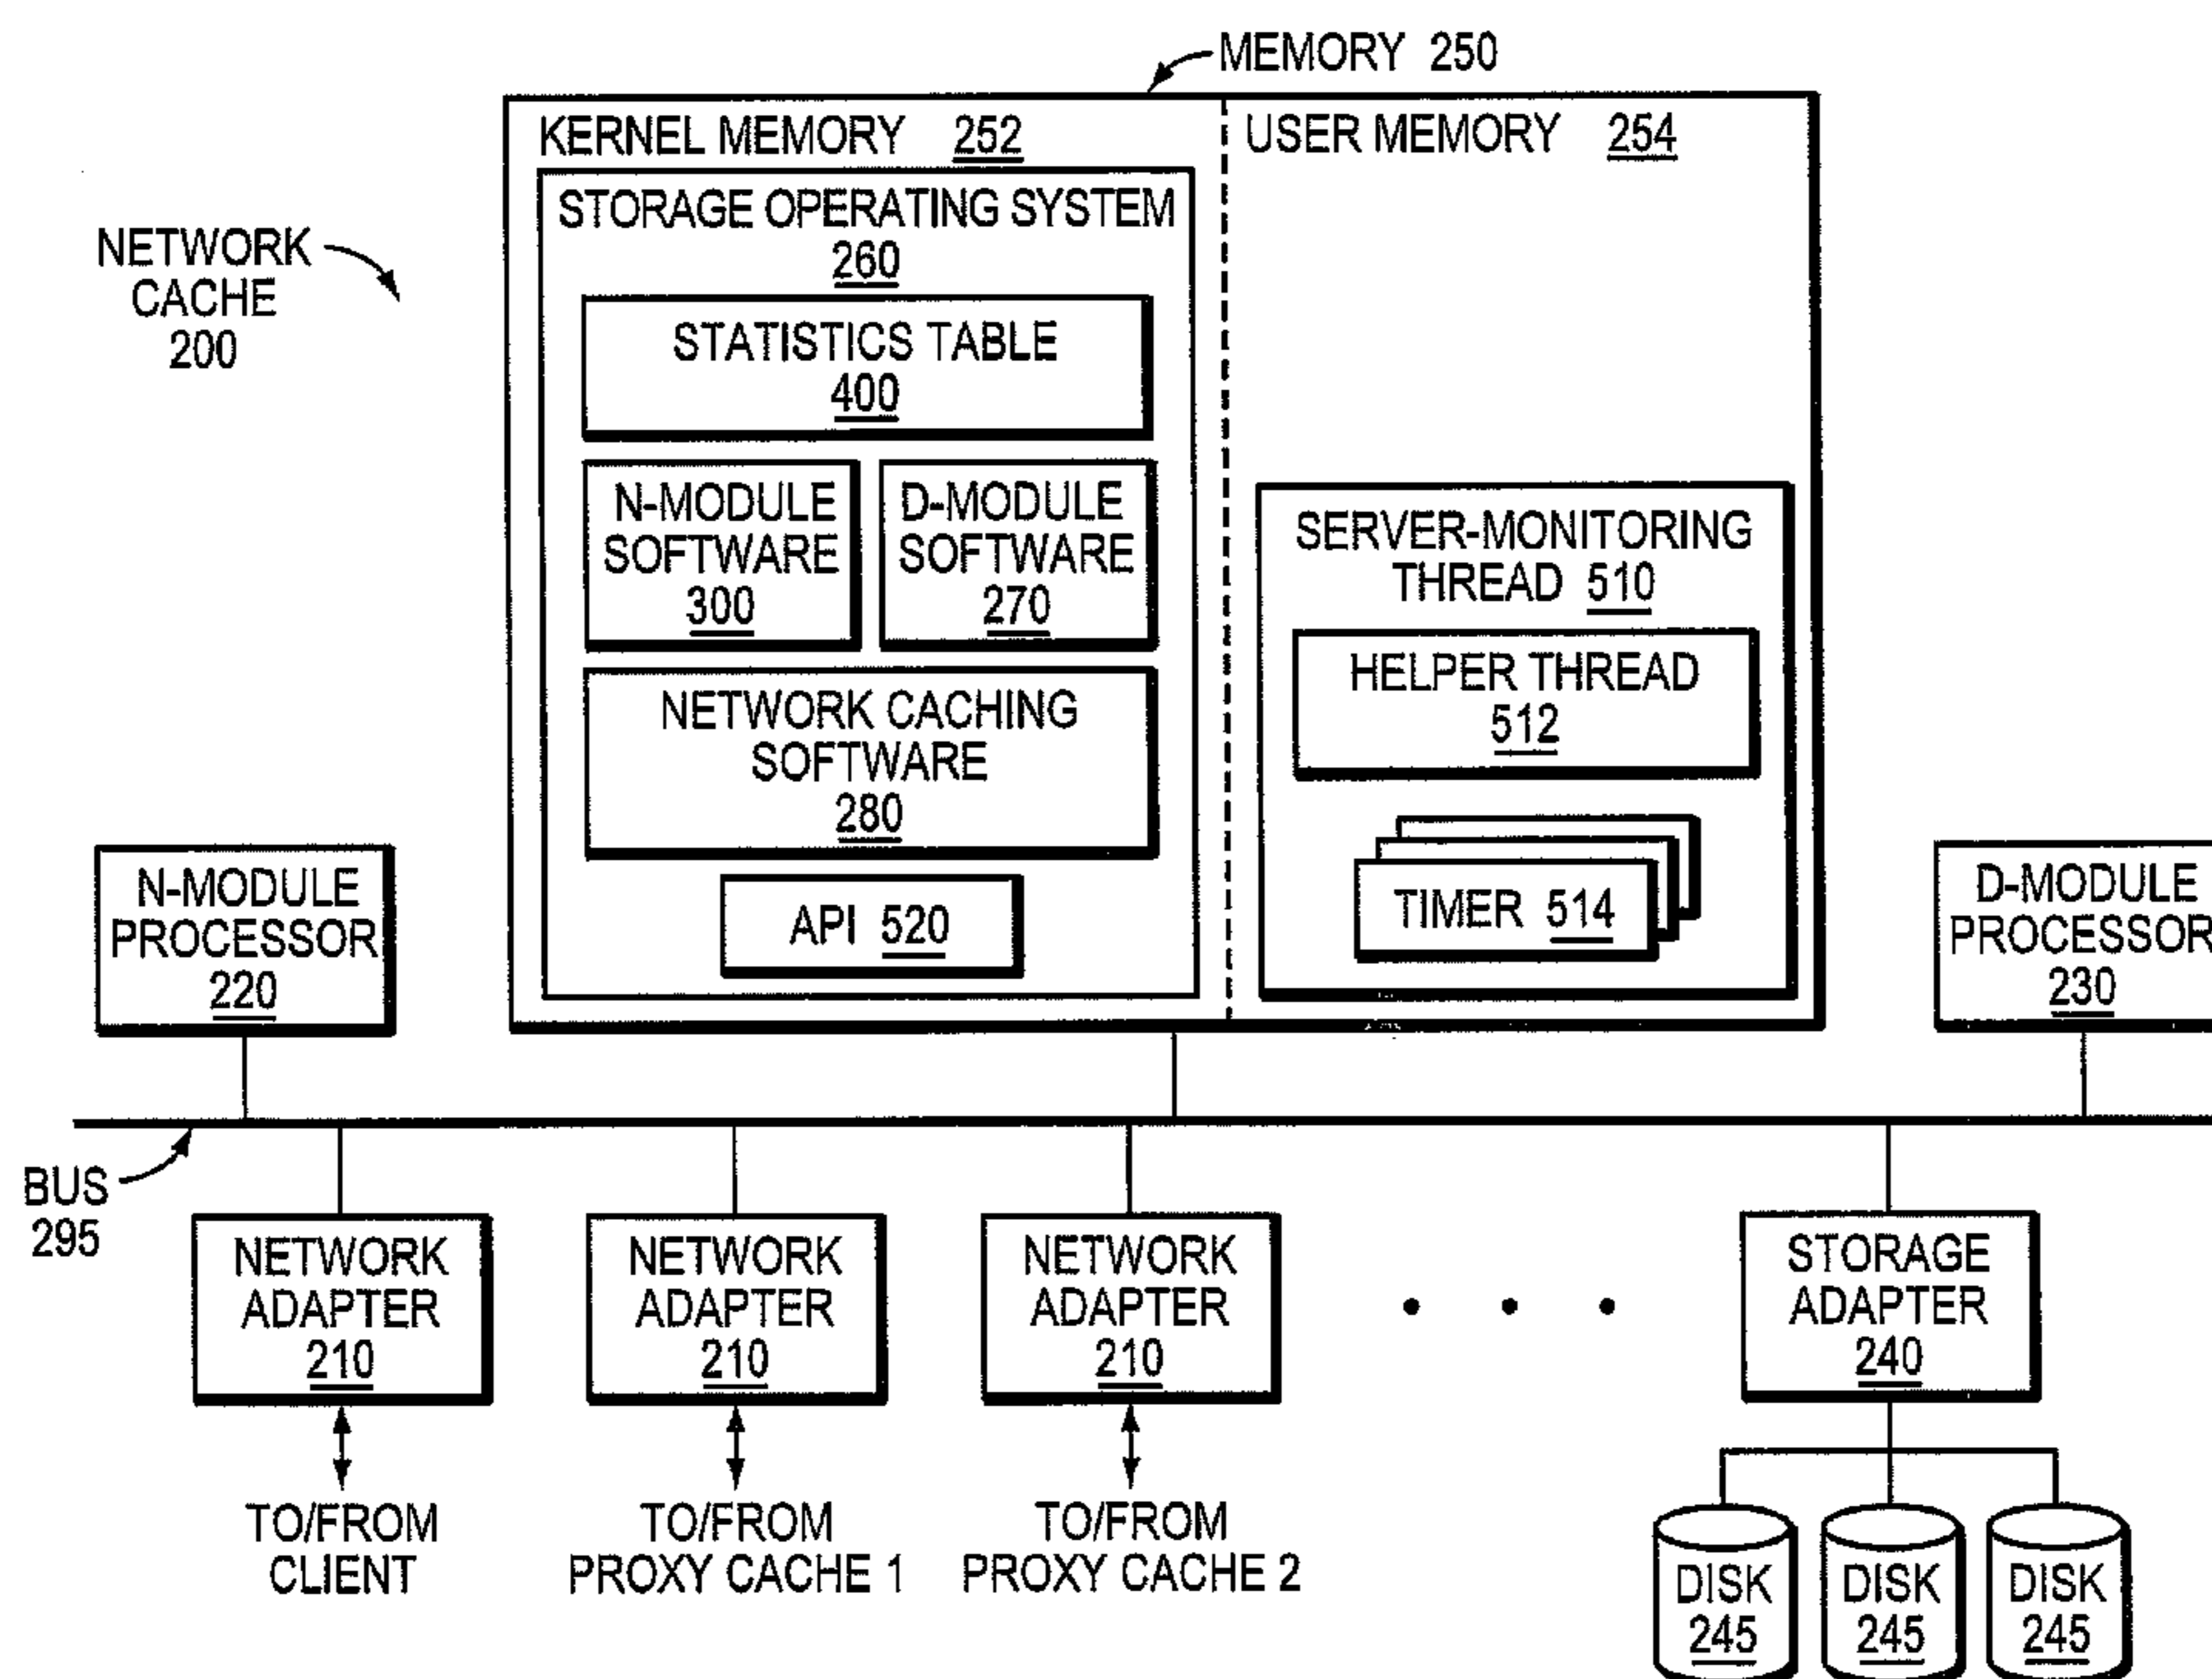 MEMORY 250
KERNEL MEMORY 252
USER MEMORY 254
NETWORK
CACHE
200
STORAGE OPERATING SYSTEM
260
STATISTICS TABLE
400
N-MODULE
SOFTWARE
300
D-MODULE
SOFTWARE
270
NETWORK CACHING
SOFTWARE
280
API 520
SERVER-MONITORING
THREAD 510
HELPER THREAD
512
TIMER 514
N-MODULE
PROCESSOR
220
D-MODULE
PROCESSOR
230
BUS
295
NETWORK
ADAPTER
210
NETWORK
ADAPTER
210
NETWORK
ADAPTER
210
STORAGE
ADAPTER
240
TO/FROM
CLIENT
TO/FROM
PROXY CACHE 1
TO/FROM
PROXY CACHE 2
DISK
245
DISK
245
DISK
245